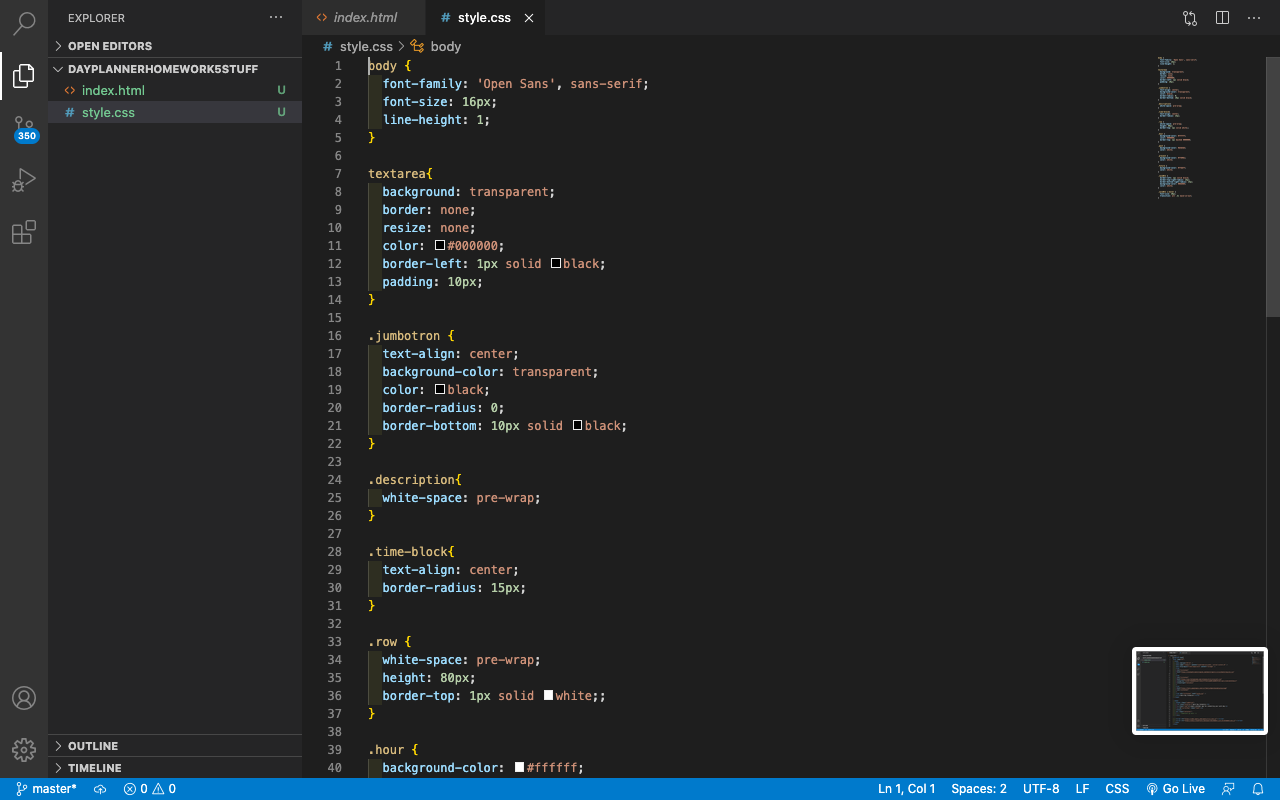 EXPLORER
index.html
style.css
OPEN EDITORS
DAYPLANNERHOMEWORK5STUFF
index.html U
style.css U
350
OUTLINE
TIMELINE
# style.css > body
1 body {
2 font-family: 'Open Sans', sans-serif;
3 font-size: 16px;
4 line-height: 1;
5 }
6
7 textarea{
8 background: transparent;
9 border: none;
10 resize: none;
11 color: #000000;
12 border-left: 1px solid black;
13 padding: 10px;
14 }
15
16 .jumbotron {
17 text-align: center;
18 background-color: transparent;
19 color: black;
20 border-radius: 0;
21 border-bottom: 10px solid black;
22 }
23
24 .description{
25 white-space: pre-wrap;
26 }
27
28 .time-block{
29 text-align: center;
30 border-radius: 15px;
31 }
32
33 .row {
34 white-space: pre-wrap;
35 height: 80px;
36 border-top: 1px solid white;;
37 }
38
39 .hour {
40 background-color: #ffffff;
master* 0 0 Ln 1, Col 1 Spaces: 2 UTF-8 LF CSS Go Live